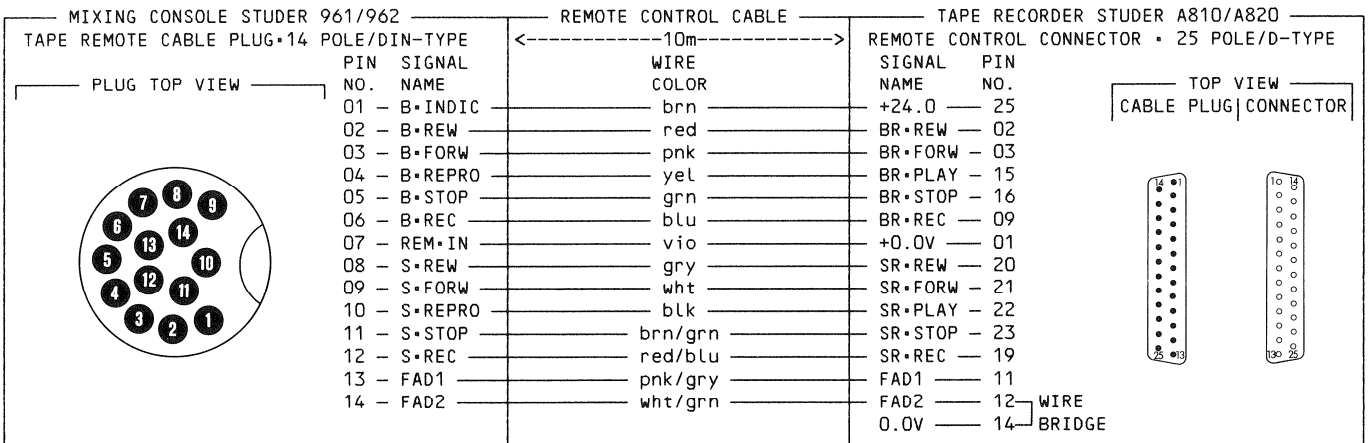 MIXING CONSOLE STUDER 961/962 REMOTE CONTROL CABLE TAPE RECORDER STUDER A810/A820
TAPE REMOTE CABLE PLUG▪14 POLE/DIN-TYPE <------------10m------------> REMOTE CONTROL CONNECTOR ▪ 25 POLE/D-TYPE
PIN SIGNAL WIRE SIGNAL PIN
PLUG TOP VIEW NO. NAME COLOR NAME NO. TOP VIEW
01 – B▪INDIC brn +24.0 25 CABLE PLUG CONNECTOR
02 – B▪REW red BR▪REW – 02
03 – B▪FORW pnk BR▪FORW – 03
04 – B▪REPRO yel BR▪PLAY – 15
05 – B▪STOP grn BR▪STOP – 16
06 – B▪REC blu BR▪REC – 09
07 – REM▪IN vio +0.0V 01
08 – S▪REW gry SR▪REW – 20
09 – S▪FORW wht SR▪FORW – 21
10 – S▪REPRO blk SR▪PLAY – 22
11 – S▪STOP brn/grn SR▪STOP – 23
12 – S▪REC red/blu SR▪REC – 19
13 – FAD1 pnk/gry FAD1 11
14 – FAD2 wht/grn FAD2 12 WIRE
0.0V 14 BRIDGE
7 8 9
6 14
13
5 10
12
4 11
3 2 1
14 1
25 13
1 14
13 25